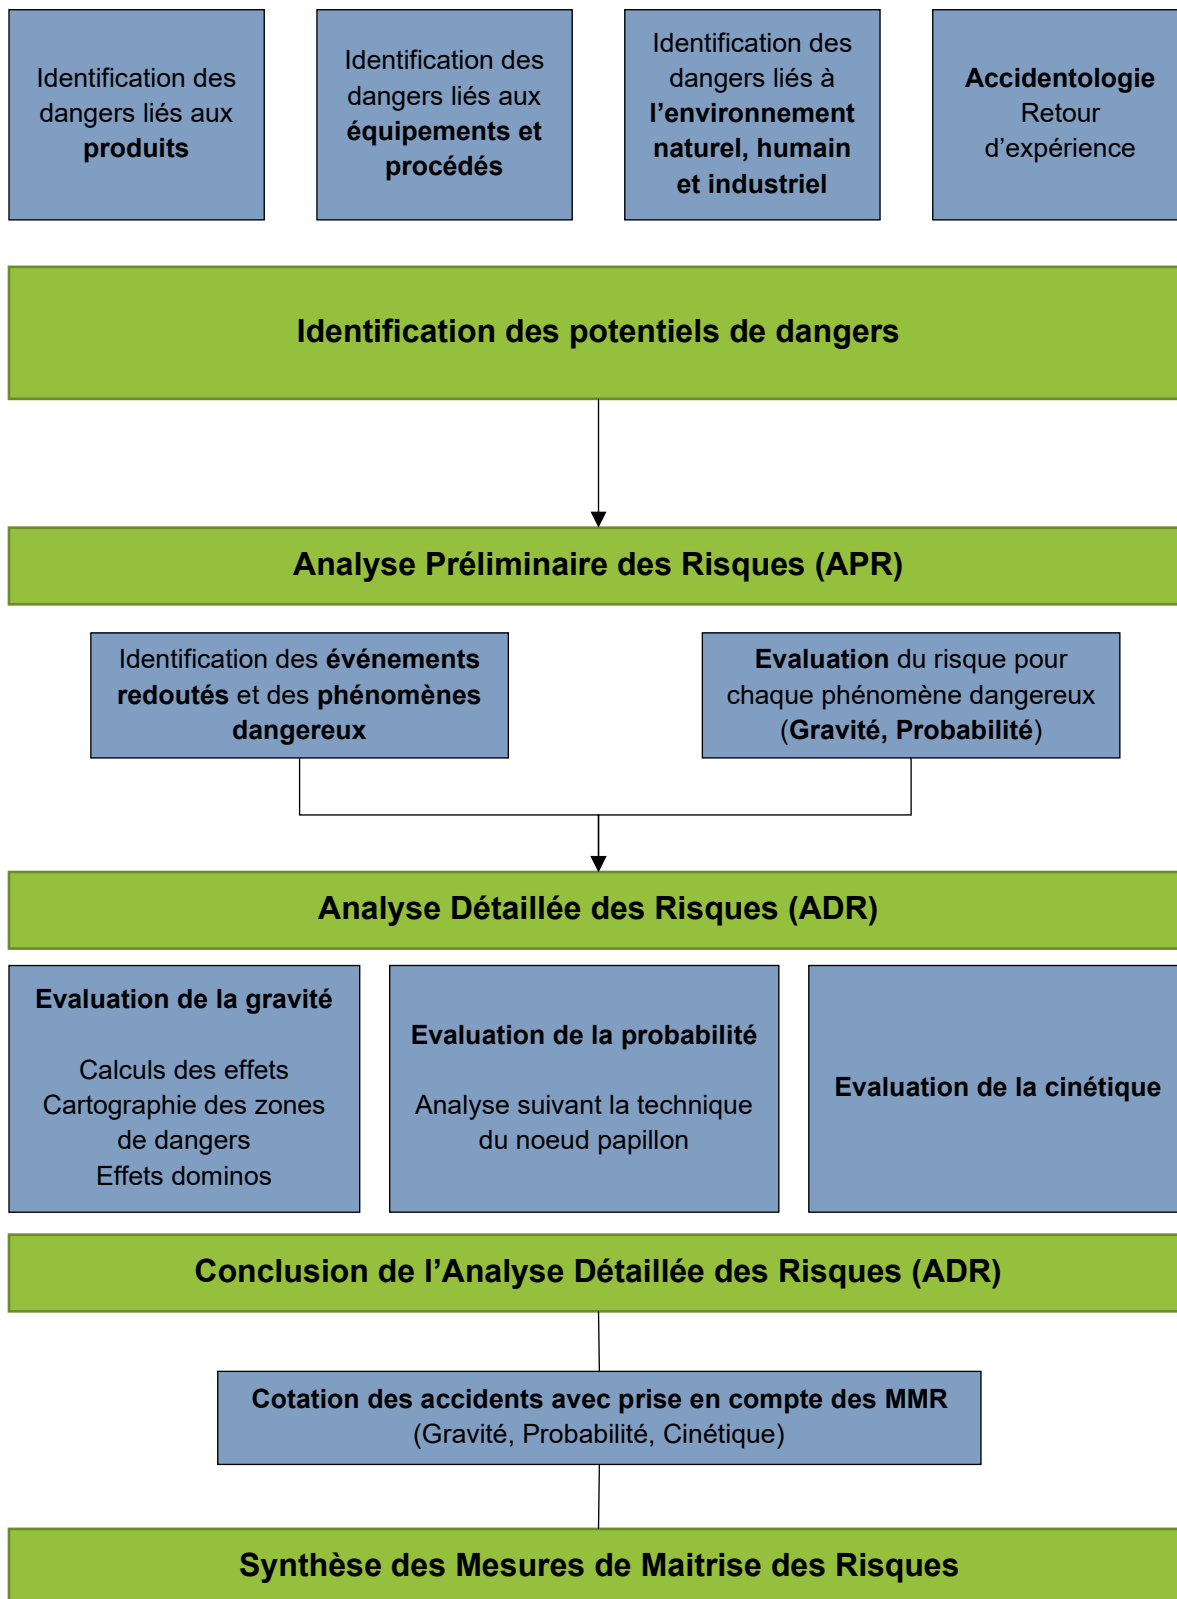 Identification des
dangers liés aux
produits
Identification des
dangers liés aux
équipements et
procédés
Identification des
dangers liés à
l’environnement
naturel, humain
et industriel
Accidentologie
Retour
d’expérience
Identification des potentiels de dangers
Analyse Préliminaire des Risques (APR)
Identification des événements
redoutés et des phénomènes
dangereux
Evaluation du risque pour
chaque phénomène dangereux
(Gravité, Probabilité)
Analyse Détaillée des Risques (ADR)
Evaluation de la gravité
Calculs des effets
Cartographie des zones
de dangers
Effets dominos
Evaluation de la probabilité
Analyse suivant la technique
du noeud papillon
Evaluation de la cinétique
Conclusion de l’Analyse Détaillée des Risques (ADR)
Cotation des accidents avec prise en compte des MMR
(Gravité, Probabilité, Cinétique)
Synthèse des Mesures de Maitrise des Risques